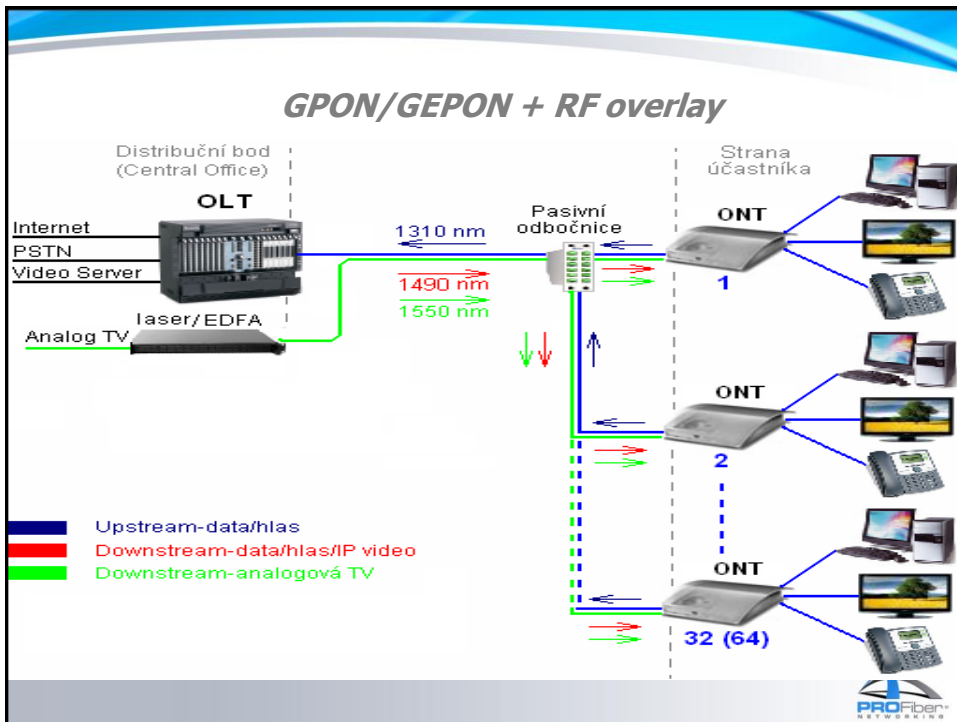 GPON/GEPON + RF overlay
Distribuční bod
(Central Office)
Strana
účastníka
OLT
Internet
PSTN
Video Server
1310 nm
Pasivní
odbočnice
ONT
1
1490 nm
1550 nm
laser/EDFA
Analog TV
ONT
2
Upstream-data/hlas
Downstream-data/hlas/IP video
Downstream-analogová TV
ONT
32 (64)
PROFiber
NETWORKING